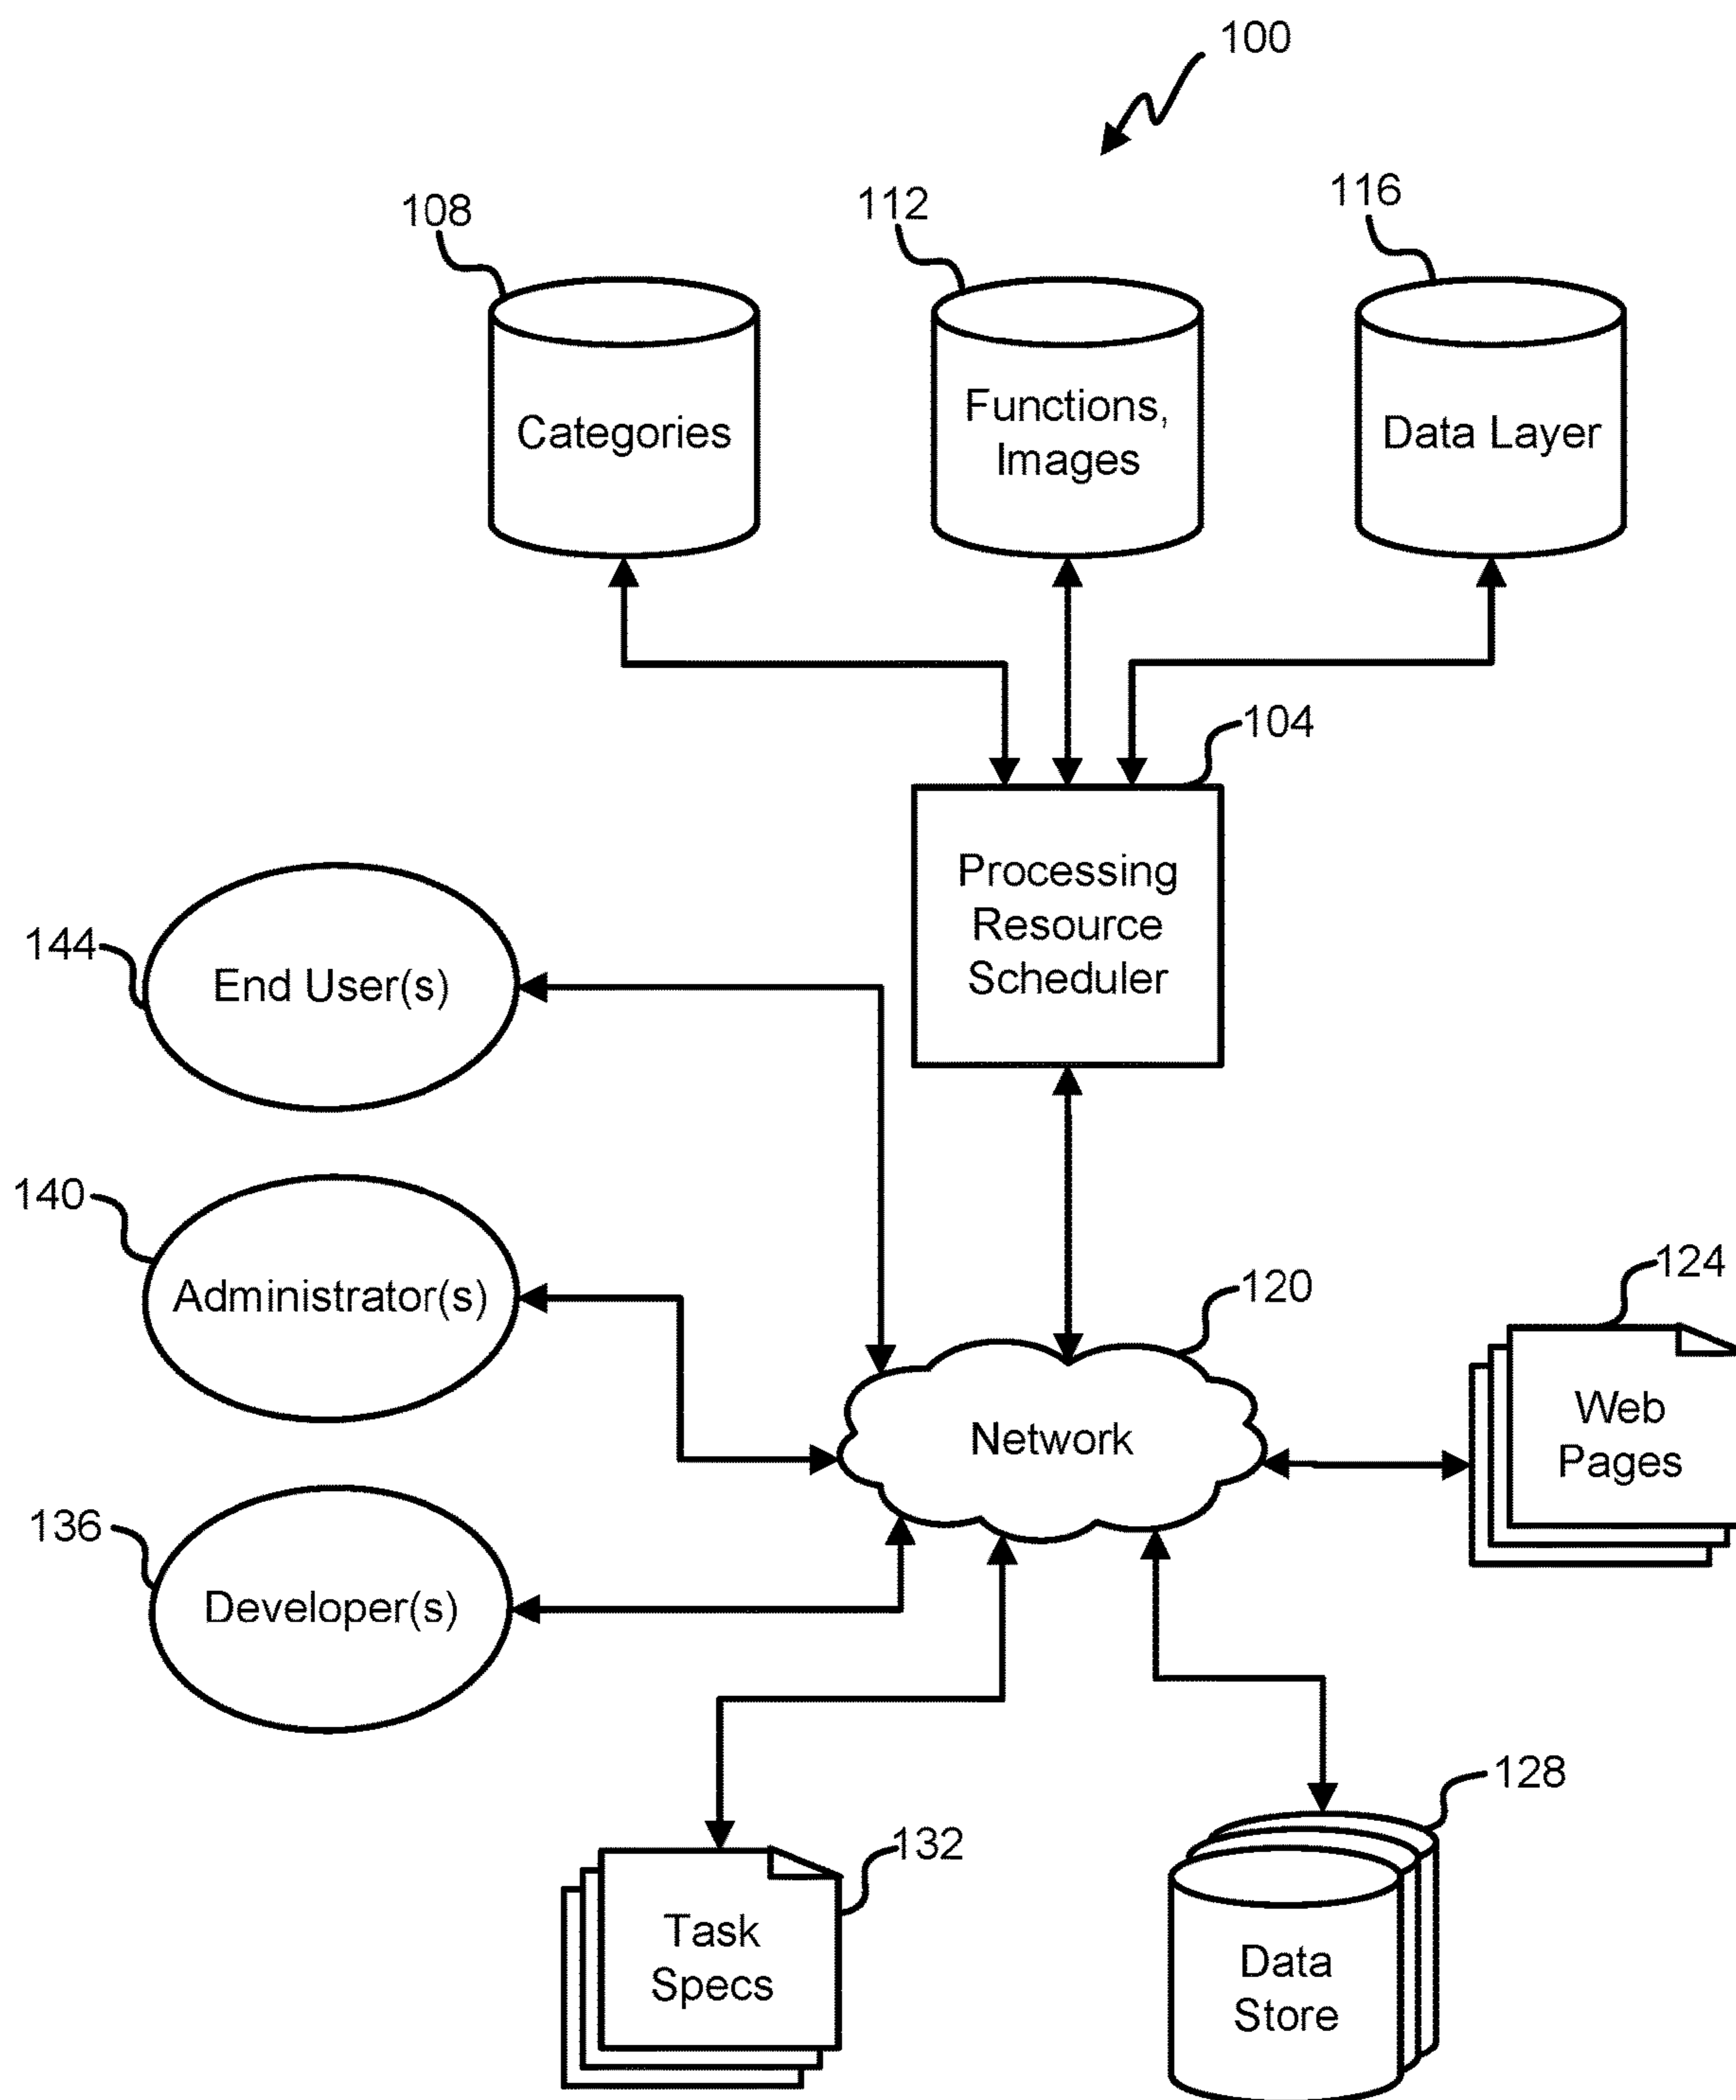 100
108
112
116
Categories
Functions,
Images
Data Layer
104
Processing
Resource
Scheduler
144
End User(s)
140
Administrator(s)
120
124
Network
Web
Pages
136
Developer(s)
128
132
Task
Specs
Data
Store